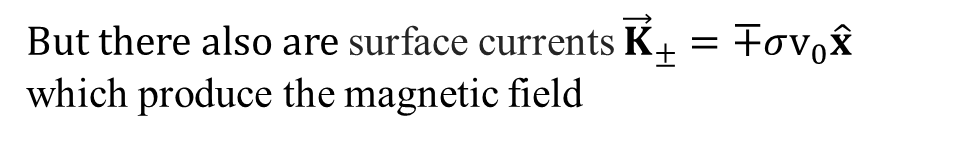 But there also are surface currents K⃗± = ∓σv₀x̂
which produce the magnetic field